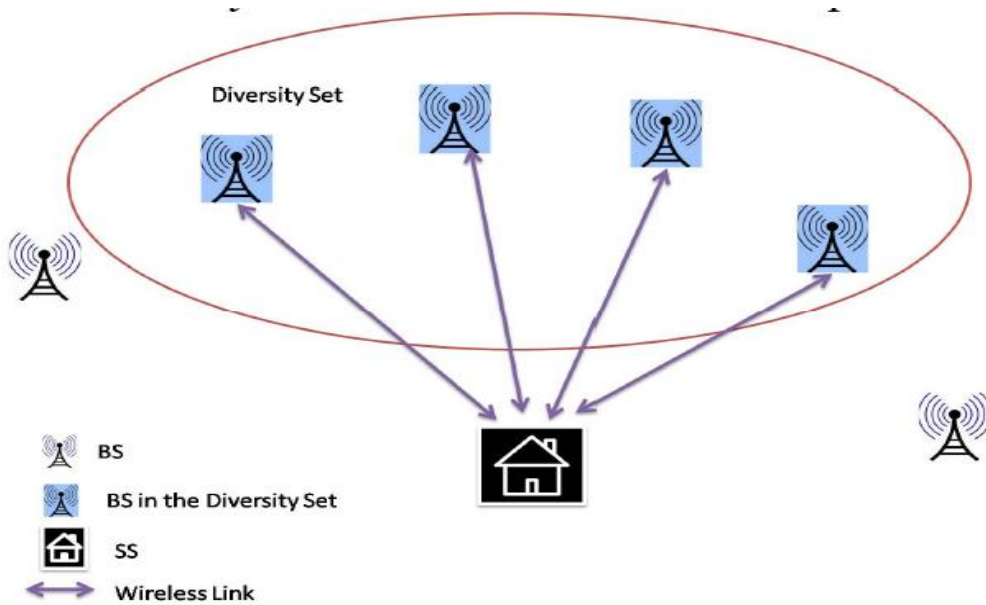 Diversity Set
BS
BS in the Diversity Set
SS
Wireless Link